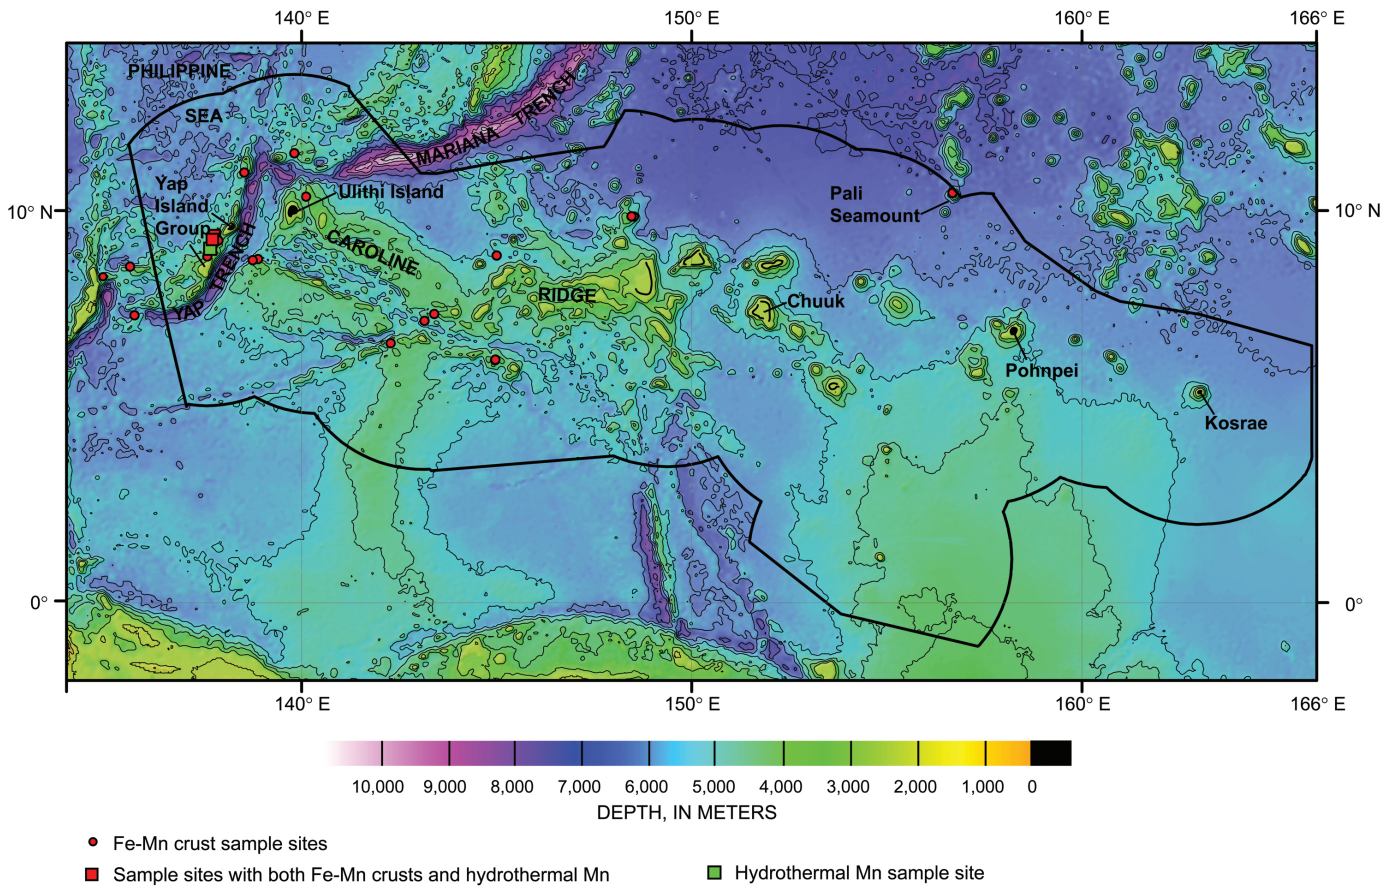 140° E
150° E
160° E
166° E
PHILIPPINE
SEA
MARIANA TRENCH
Yap
Island
Group
Ulithi Island
Pali
Seamount
10° N
10° N
CAROLINE
RIDGE
YAP TRENCH
Chuuk
Pohnpei
Kosrae
0°
0°
140° E
150° E
160° E
166° E
10,000 9,000 8,000 7,000 6,000 5,000 4,000 3,000 2,000 1,000 0
DEPTH, IN METERS
Fe-Mn crust sample sites
Sample sites with both Fe-Mn crusts and hydrothermal Mn
Hydrothermal Mn sample site